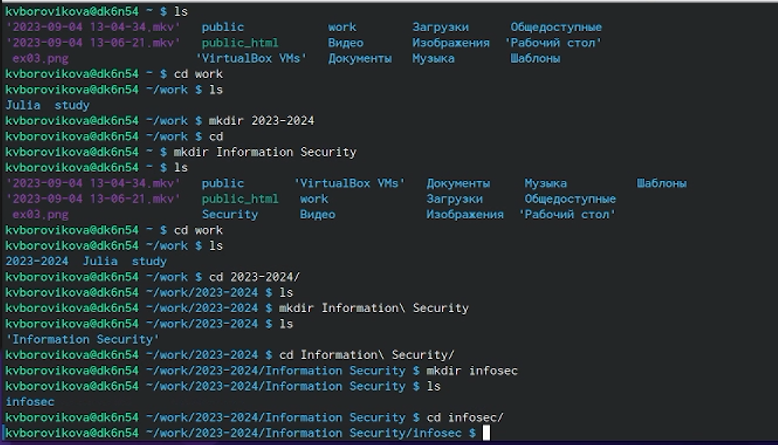 kvborovikova@dk6n54 ~ $ ls
'2023-09-04 13-04-34.mkv' public work Загрузки Общедоступные
'2023-09-04 13-06-21.mkv' public_html Видео Изображения 'Рабочий стол'
ex03.png 'VirtualBox VMs' Документы Музыка Шаблоны
kvborovikova@dk6n54 ~ $ cd work
kvborovikova@dk6n54 ~/work $ ls
Julia study
kvborovikova@dk6n54 ~/work $ mkdir 2023-2024
kvborovikova@dk6n54 ~/work $ cd
kvborovikova@dk6n54 ~ $ mkdir Information Security
kvborovikova@dk6n54 ~ $ ls
'2023-09-04 13-04-34.mkv' public 'VirtualBox VMs' Документы Музыка Шаблоны
'2023-09-04 13-06-21.mkv' public_html work Загрузки Общедоступные
ex03.png Security Видео Изображения 'Рабочий стол'
kvborovikova@dk6n54 ~ $ cd work
kvborovikova@dk6n54 ~/work $ ls
2023-2024 Julia study
kvborovikova@dk6n54 ~/work $ cd 2023-2024/
kvborovikova@dk6n54 ~/work/2023-2024 $ ls
kvborovikova@dk6n54 ~/work/2023-2024 $ mkdir Information\ Security
kvborovikova@dk6n54 ~/work/2023-2024 $ ls
'Information Security'
kvborovikova@dk6n54 ~/work/2023-2024 $ cd Information\ Security/
kvborovikova@dk6n54 ~/work/2023-2024/Information Security $ mkdir infosec
kvborovikova@dk6n54 ~/work/2023-2024/Information Security $ ls
infosec
kvborovikova@dk6n54 ~/work/2023-2024/Information Security $ cd infosec/
kvborovikova@dk6n54 ~/work/2023-2024/Information Security/infosec $